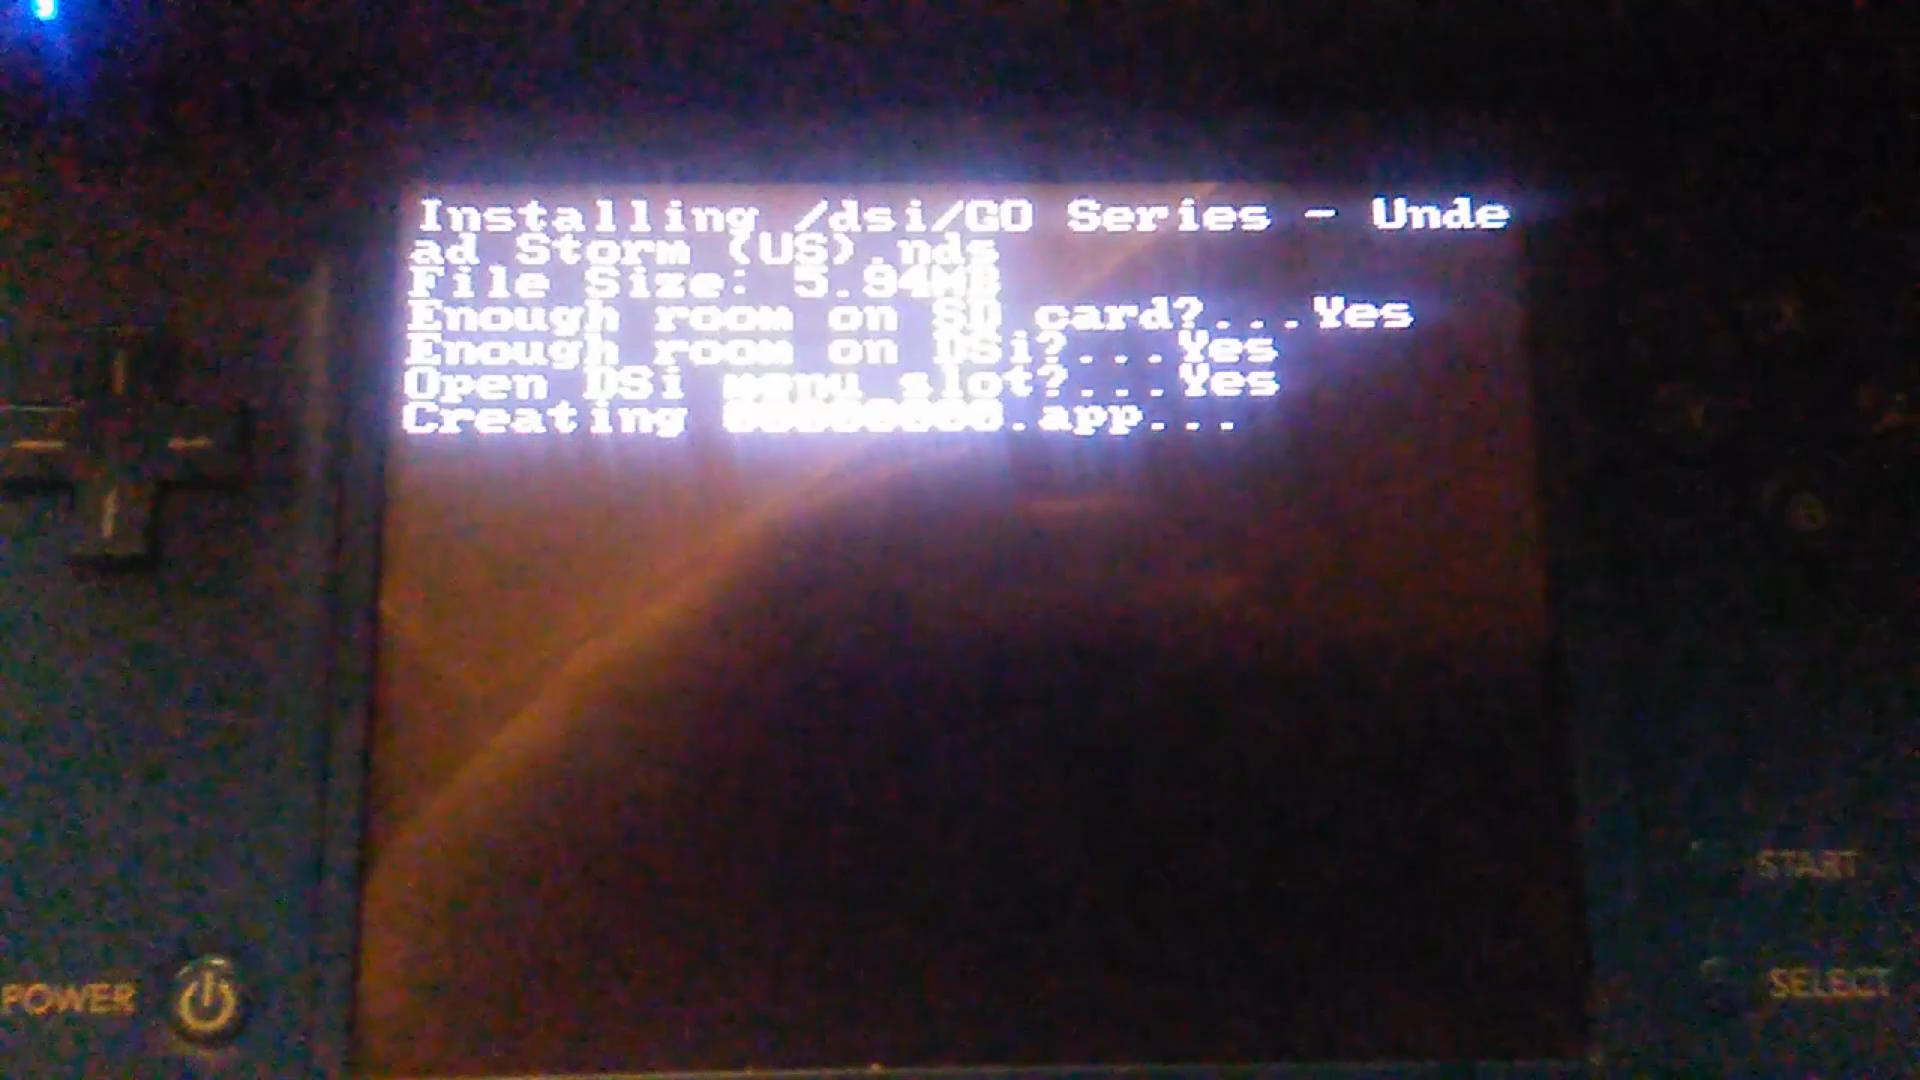 Installing /dsi/GO Series - Unde
ad Storm (US).nds
File Size: 5.94MB
Enough room on SD card?...Yes
Enough room on DSi?...Yes
Open DSi menu slot?...Yes
Creating 00000000.app...
START
POWER
SELECT